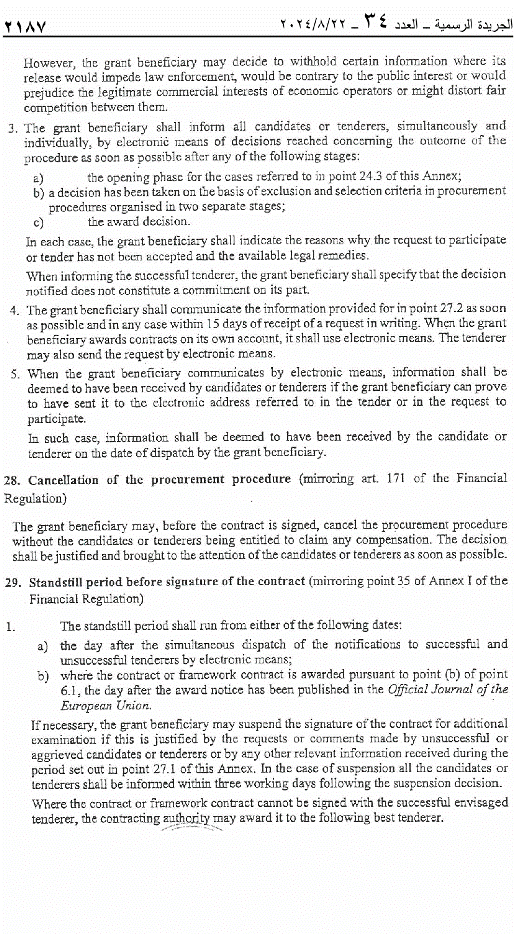 الجريدة الرسمية – العدد ٣٤ – ٢٠٢٤/٨/٢٢
٢١٨٧
However, the grant beneficiary may decide to withhold certain information where its
release would impede law enforcement, would be contrary to the public interest or would
prejudice the legitimate commercial interests of economic operators or might distort fair
competition between them.
3. The grant beneficiary shall inform all candidates or tenderers, simultaneously and
individually, by electronic means of decisions reached concerning the outcome of the
procedure as soon as possible after any of the following stages:
a) the opening phase for the cases referred to in point 24.3 of this Annex;
b) a decision has been taken on the basis of exclusion and selection criteria in procurement
procedures organised in two separate stages;
c) the award decision.
In each case, the grant beneficiary shall indicate the reasons why the request to participate
or tender has not been accepted and the available legal remedies.
When informing the successful tenderer, the grant beneficiary shall specify that the decision
notified does not constitute a commitment on its part.
4. The grant beneficiary shall communicate the information provided for in point 27.2 as soon
as possible and in any case within 15 days of receipt of a request in writing. When the grant
beneficiary awards contracts on its own account, it shall use electronic means. The tenderer
may also send the request by electronic means.
5. When the grant beneficiary communicates by electronic means, information shall be
deemed to have been received by candidates or tenderers if the grant beneficiary can prove
to have sent it to the electronic address referred to in the tender or in the request to
participate.
In such case, information shall be deemed to have been received by the candidate or
tenderer on the date of dispatch by the grant beneficiary.
28. Cancellation of the procurement procedure (mirroring art. 171 of the Financial
Regulation)
The grant beneficiary may, before the contract is signed, cancel the procurement procedure
without the candidates or tenderers being entitled to claim any compensation. The decision
shall be justified and brought to the attention of the candidates or tenderers as soon as possible.
29. Standstill period before signature of the contract (mirroring point 35 of Annex I of the
Financial Regulation)
1. The standstill period shall run from either of the following dates:
a) the day after the simultaneous dispatch of the notifications to successful and
unsuccessful tenderers by electronic means;
b) where the contract or framework contract is awarded pursuant to point (b) of point
6.1, the day after the award notice has been published in the Official Journal of the
European Union.
If necessary, the grant beneficiary may suspend the signature of the contract for additional
examination if this is justified by the requests or comments made by unsuccessful or
aggrieved candidates or tenderers or by any other relevant information received during the
period set out in point 27.1 of this Annex. In the case of suspension all the candidates or
tenderers shall be informed within three working days following the suspension decision.
Where the contract or framework contract cannot be signed with the successful envisaged
tenderer, the contracting authority may award it to the following best tenderer.